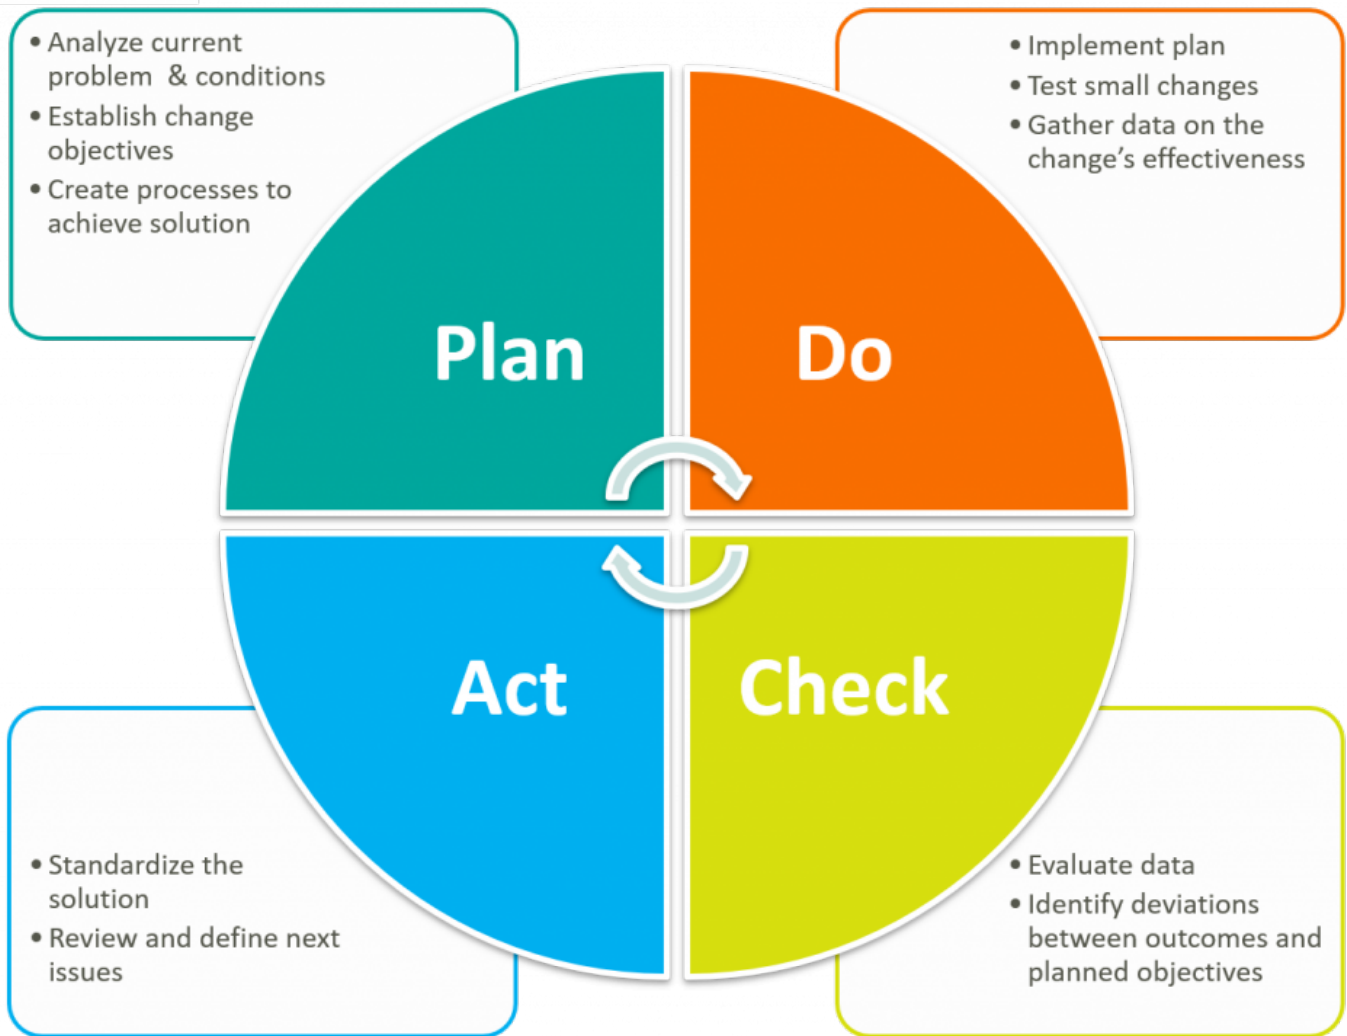 • Analyze current
problem & conditions
• Establish change
objectives
• Create processes to
achieve solution
• Implement plan
• Test small changes
• Gather data on the
change’s effectiveness
Plan
Do
Act
Check
• Standardize the
solution
• Review and define next
issues
• Evaluate data
• Identify deviations
between outcomes and
planned objectives